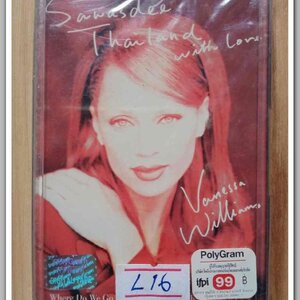 Sawasdee
Thailand
with Love.
Vanessa
Williams
PolyGram
ifpi 99 ฿
L16
Where Do We Go